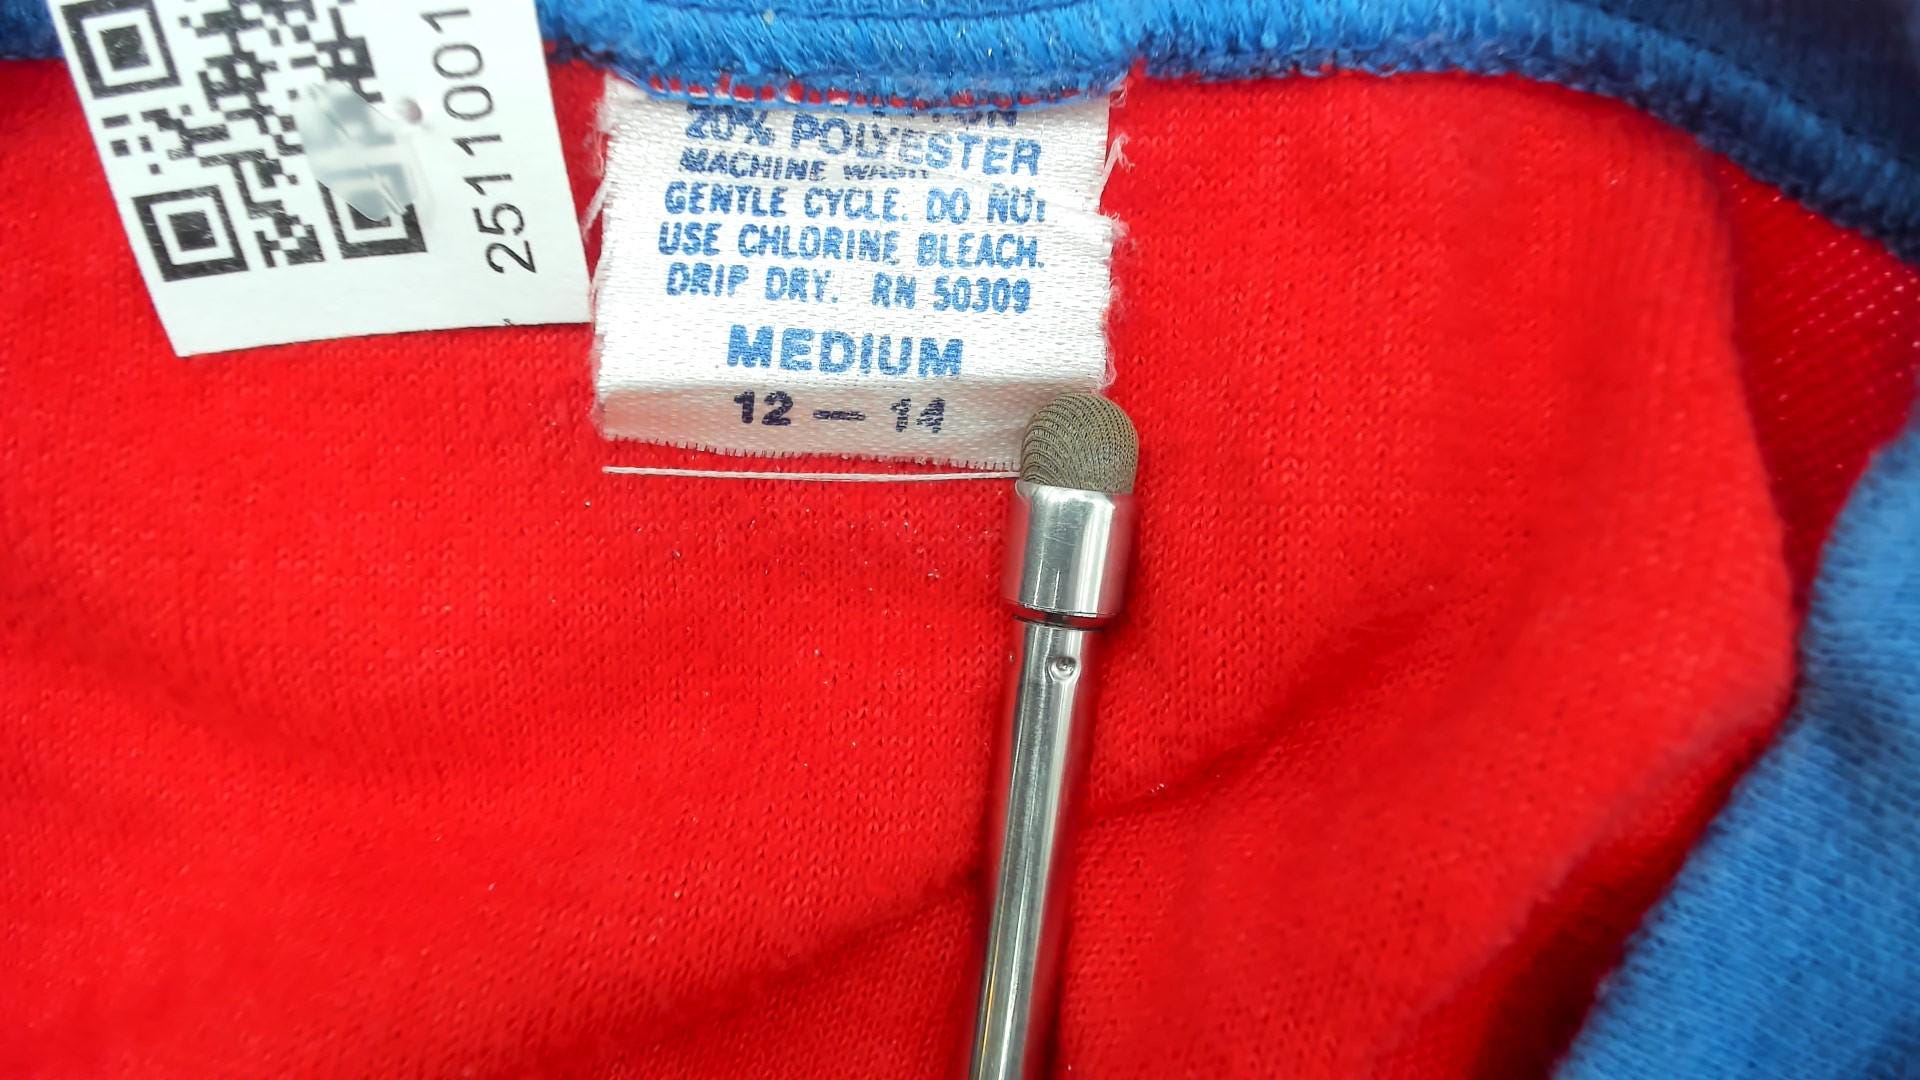 20% POLYESTER
MACHINE WASH
GENTLE CYCLE. DO NOT
USE CHLORINE BLEACH.
DRIP DRY. RN 50309
MEDIUM
12 — 14
2511001